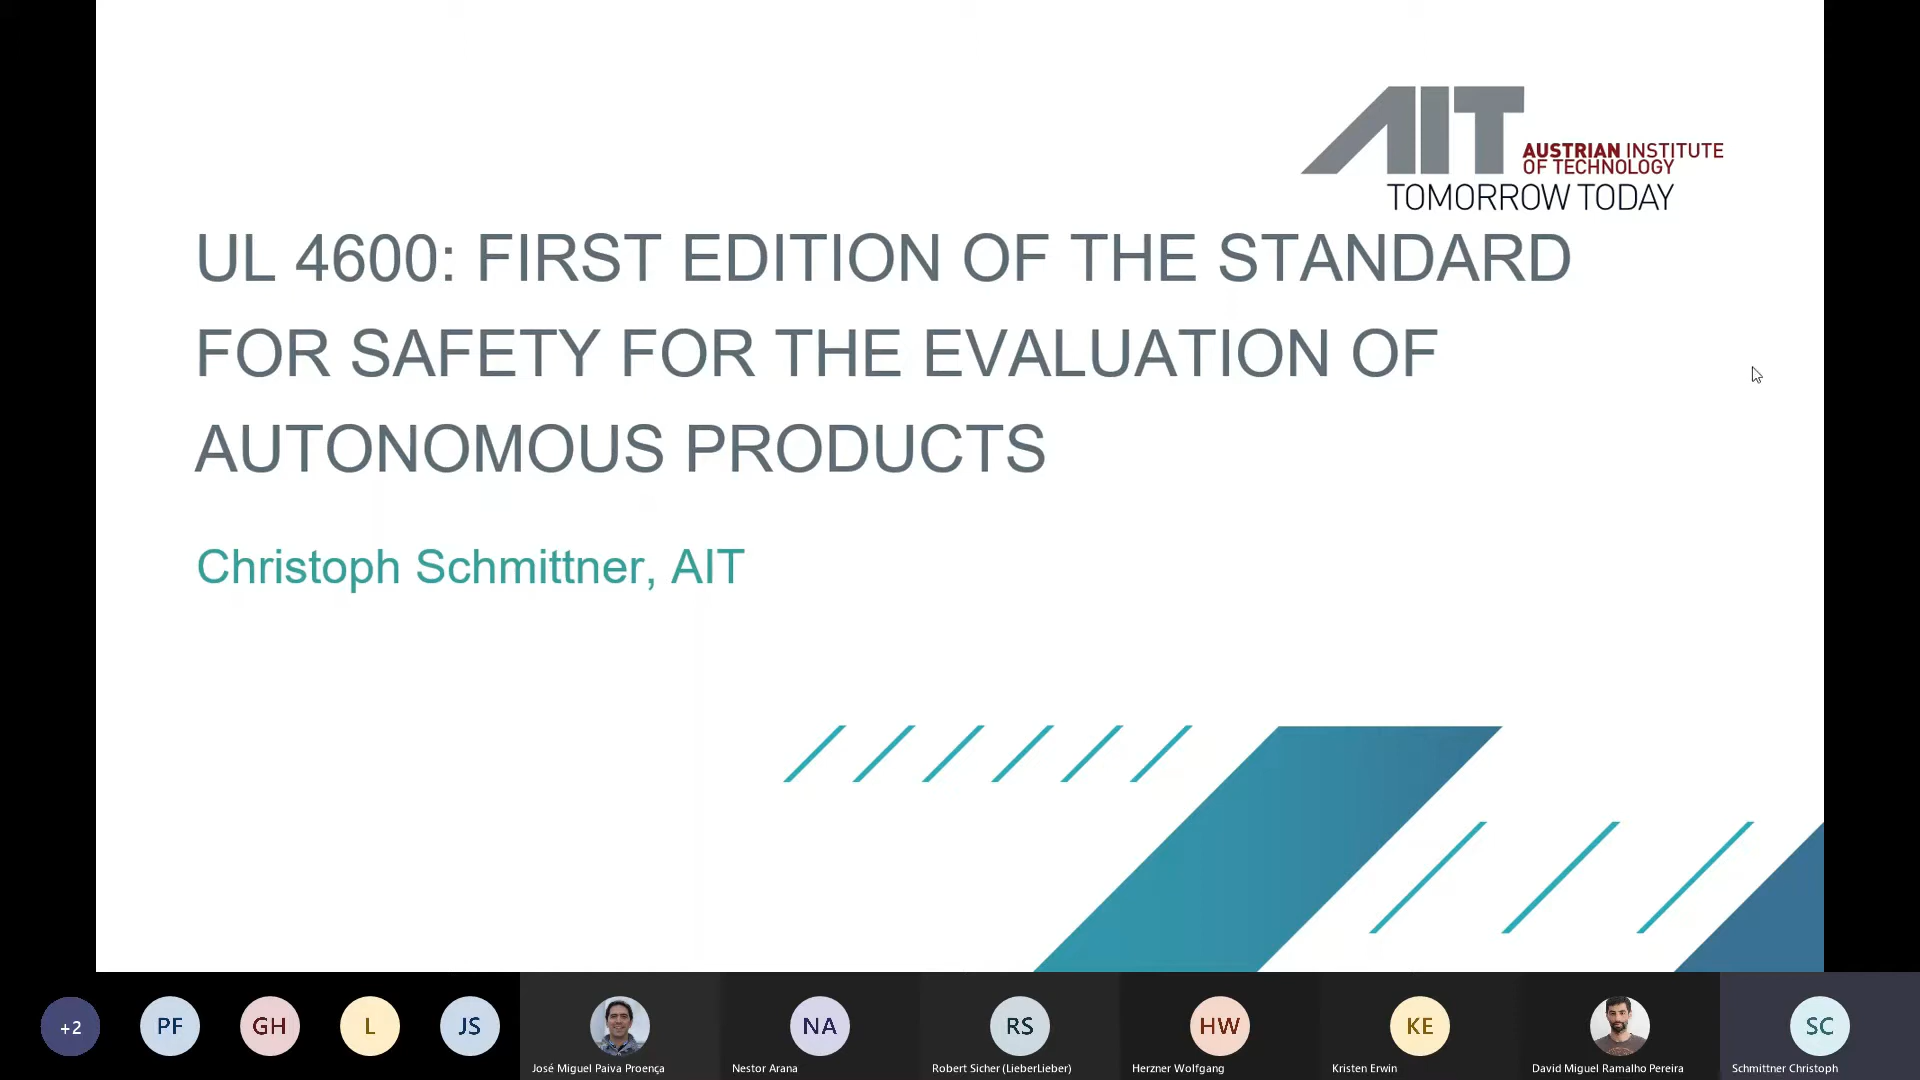 AIT
AUSTRIAN INSTITUTE
OF TECHNOLOGY
TOMORROW TODAY
UL 4600: FIRST EDITION OF THE STANDARD
FOR SAFETY FOR THE EVALUATION OF
AUTONOMOUS PRODUCTS
Christoph Schmittner, AIT
+2
PF
GH
L
JS
NA
RS
HW
KE
SC
José Miguel Paiva Proença
Nestor Arana
Robert Sicher (LieberLieber)
Herzner Wolfgang
Kristen Erwin
David Miguel Ramalho Pereira
Schmittner Christoph